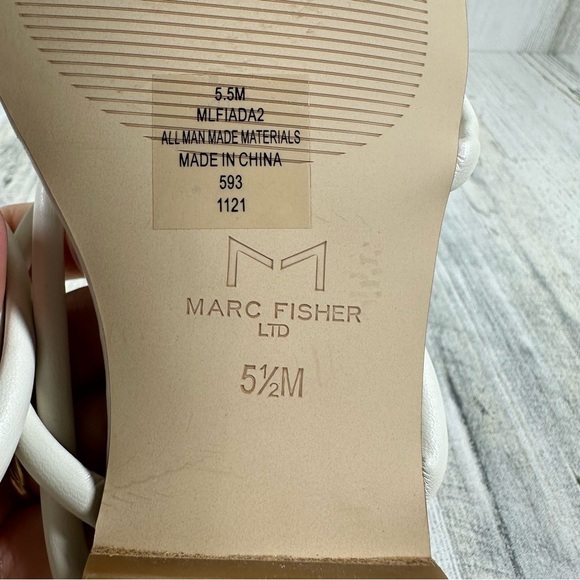 5.5M
MLFIADA2
ALL MAN MADE MATERIALS
MADE IN CHINA
593
1121
MARC FISHER
LTD
5½M